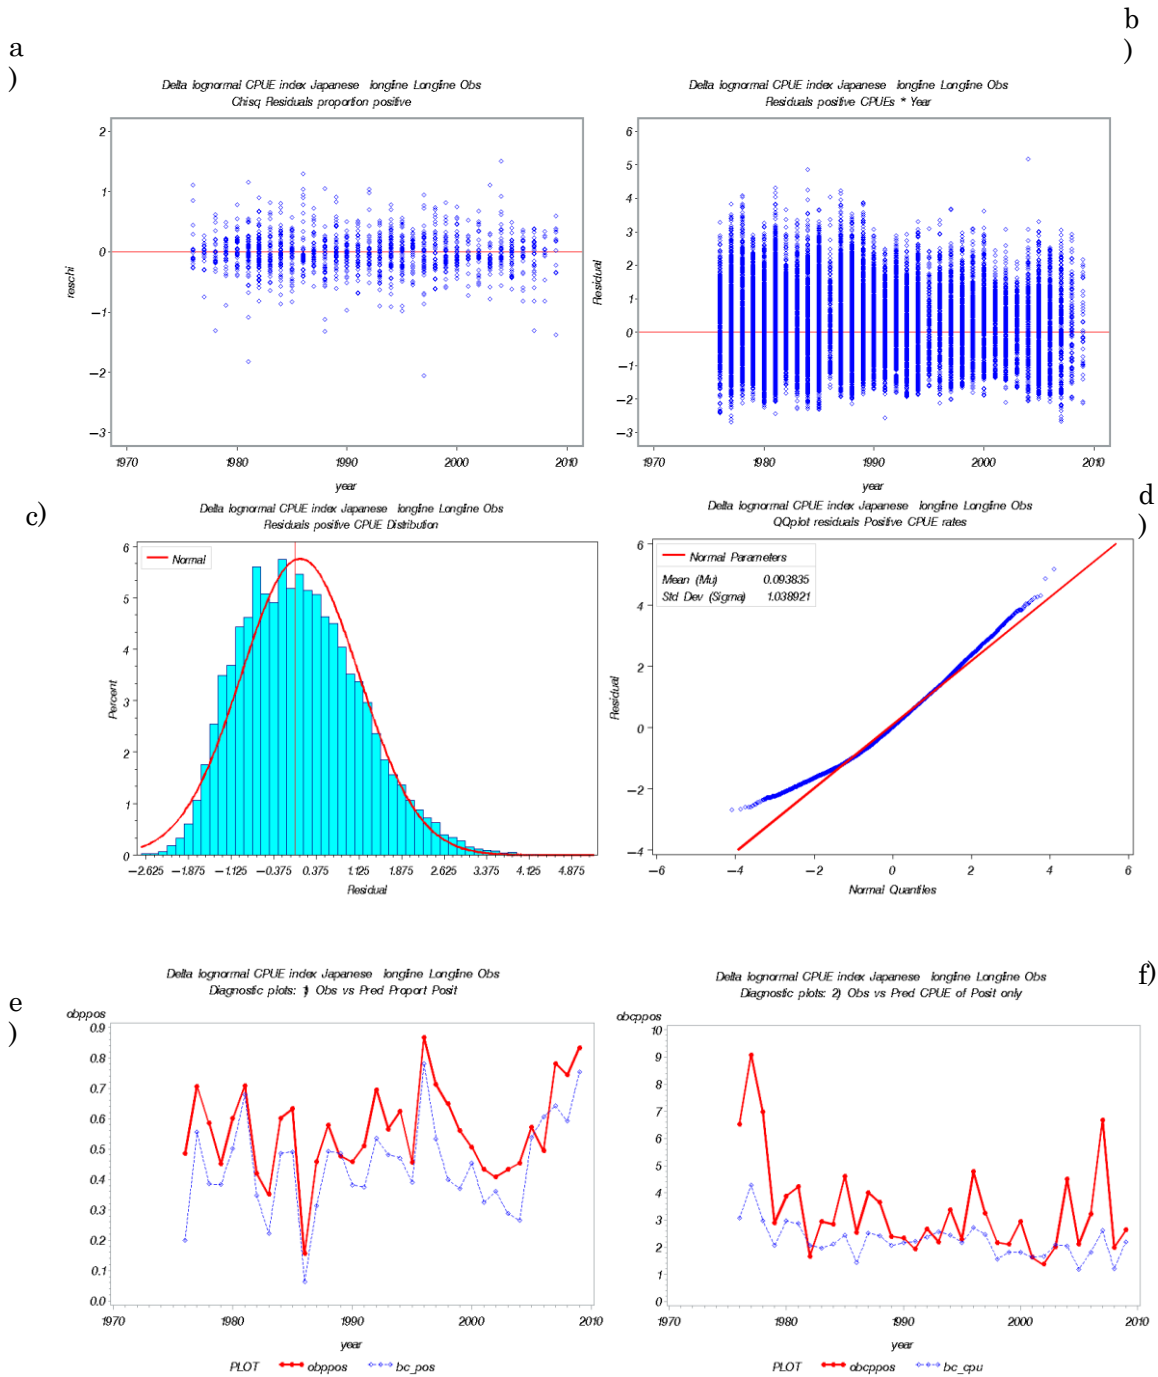 b
)
a
)
Delta lognormal CPUE index Japanese longline Longline Obs
Chisq Residuals proportion positive
2
1
0
−1
−2
−3
reschi
1970
1980
1990
2000
2010
year
Delta lognormal CPUE index Japanese longline Longline Obs
Residuals positive CPUEs * Year
6
5
4
3
2
1
0
−1
−2
−3
Residual
1970
1980
1990
2000
2010
year
c)
Delta lognormal CPUE index Japanese longline Longline Obs
Residuals positive CPUE Distribution
Normal
6
5
4
3
2
1
0
Percent
−2.625
−1.875
−1.125
−0.375
0.375
1.125
1.875
2.625
3.375
4.125
4.875
Residual
d
)
Delta lognormal CPUE index Japanese longline Longline Obs
QQplot residuals Positive CPUE rates
Normal Parameters
Mean (Mu) 0.093835
Std Dev (Sigma) 1.038921
6
4
2
0
−2
−4
Residual
−6
−4
−2
0
2
4
6
Normal Quantiles
e
)
Delta lognormal CPUE index Japanese longline Longline Obs
Diagnostic plots: 1) Obs vs Pred Proport Posit
obppos
0.9
0.8
0.7
0.6
0.5
0.4
0.3
0.2
0.1
0.0
1970
1980
1990
2000
2010
year
PLOT obppos bc_pos
f)
Delta lognormal CPUE index Japanese longline Longline Obs
Diagnostic plots: 2) Obs vs Pred CPUE of Posit only
obcppos
10
9
8
7
6
5
4
3
2
1
0
1970
1980
1990
2000
2010
year
PLOT obcppos bc_cpu